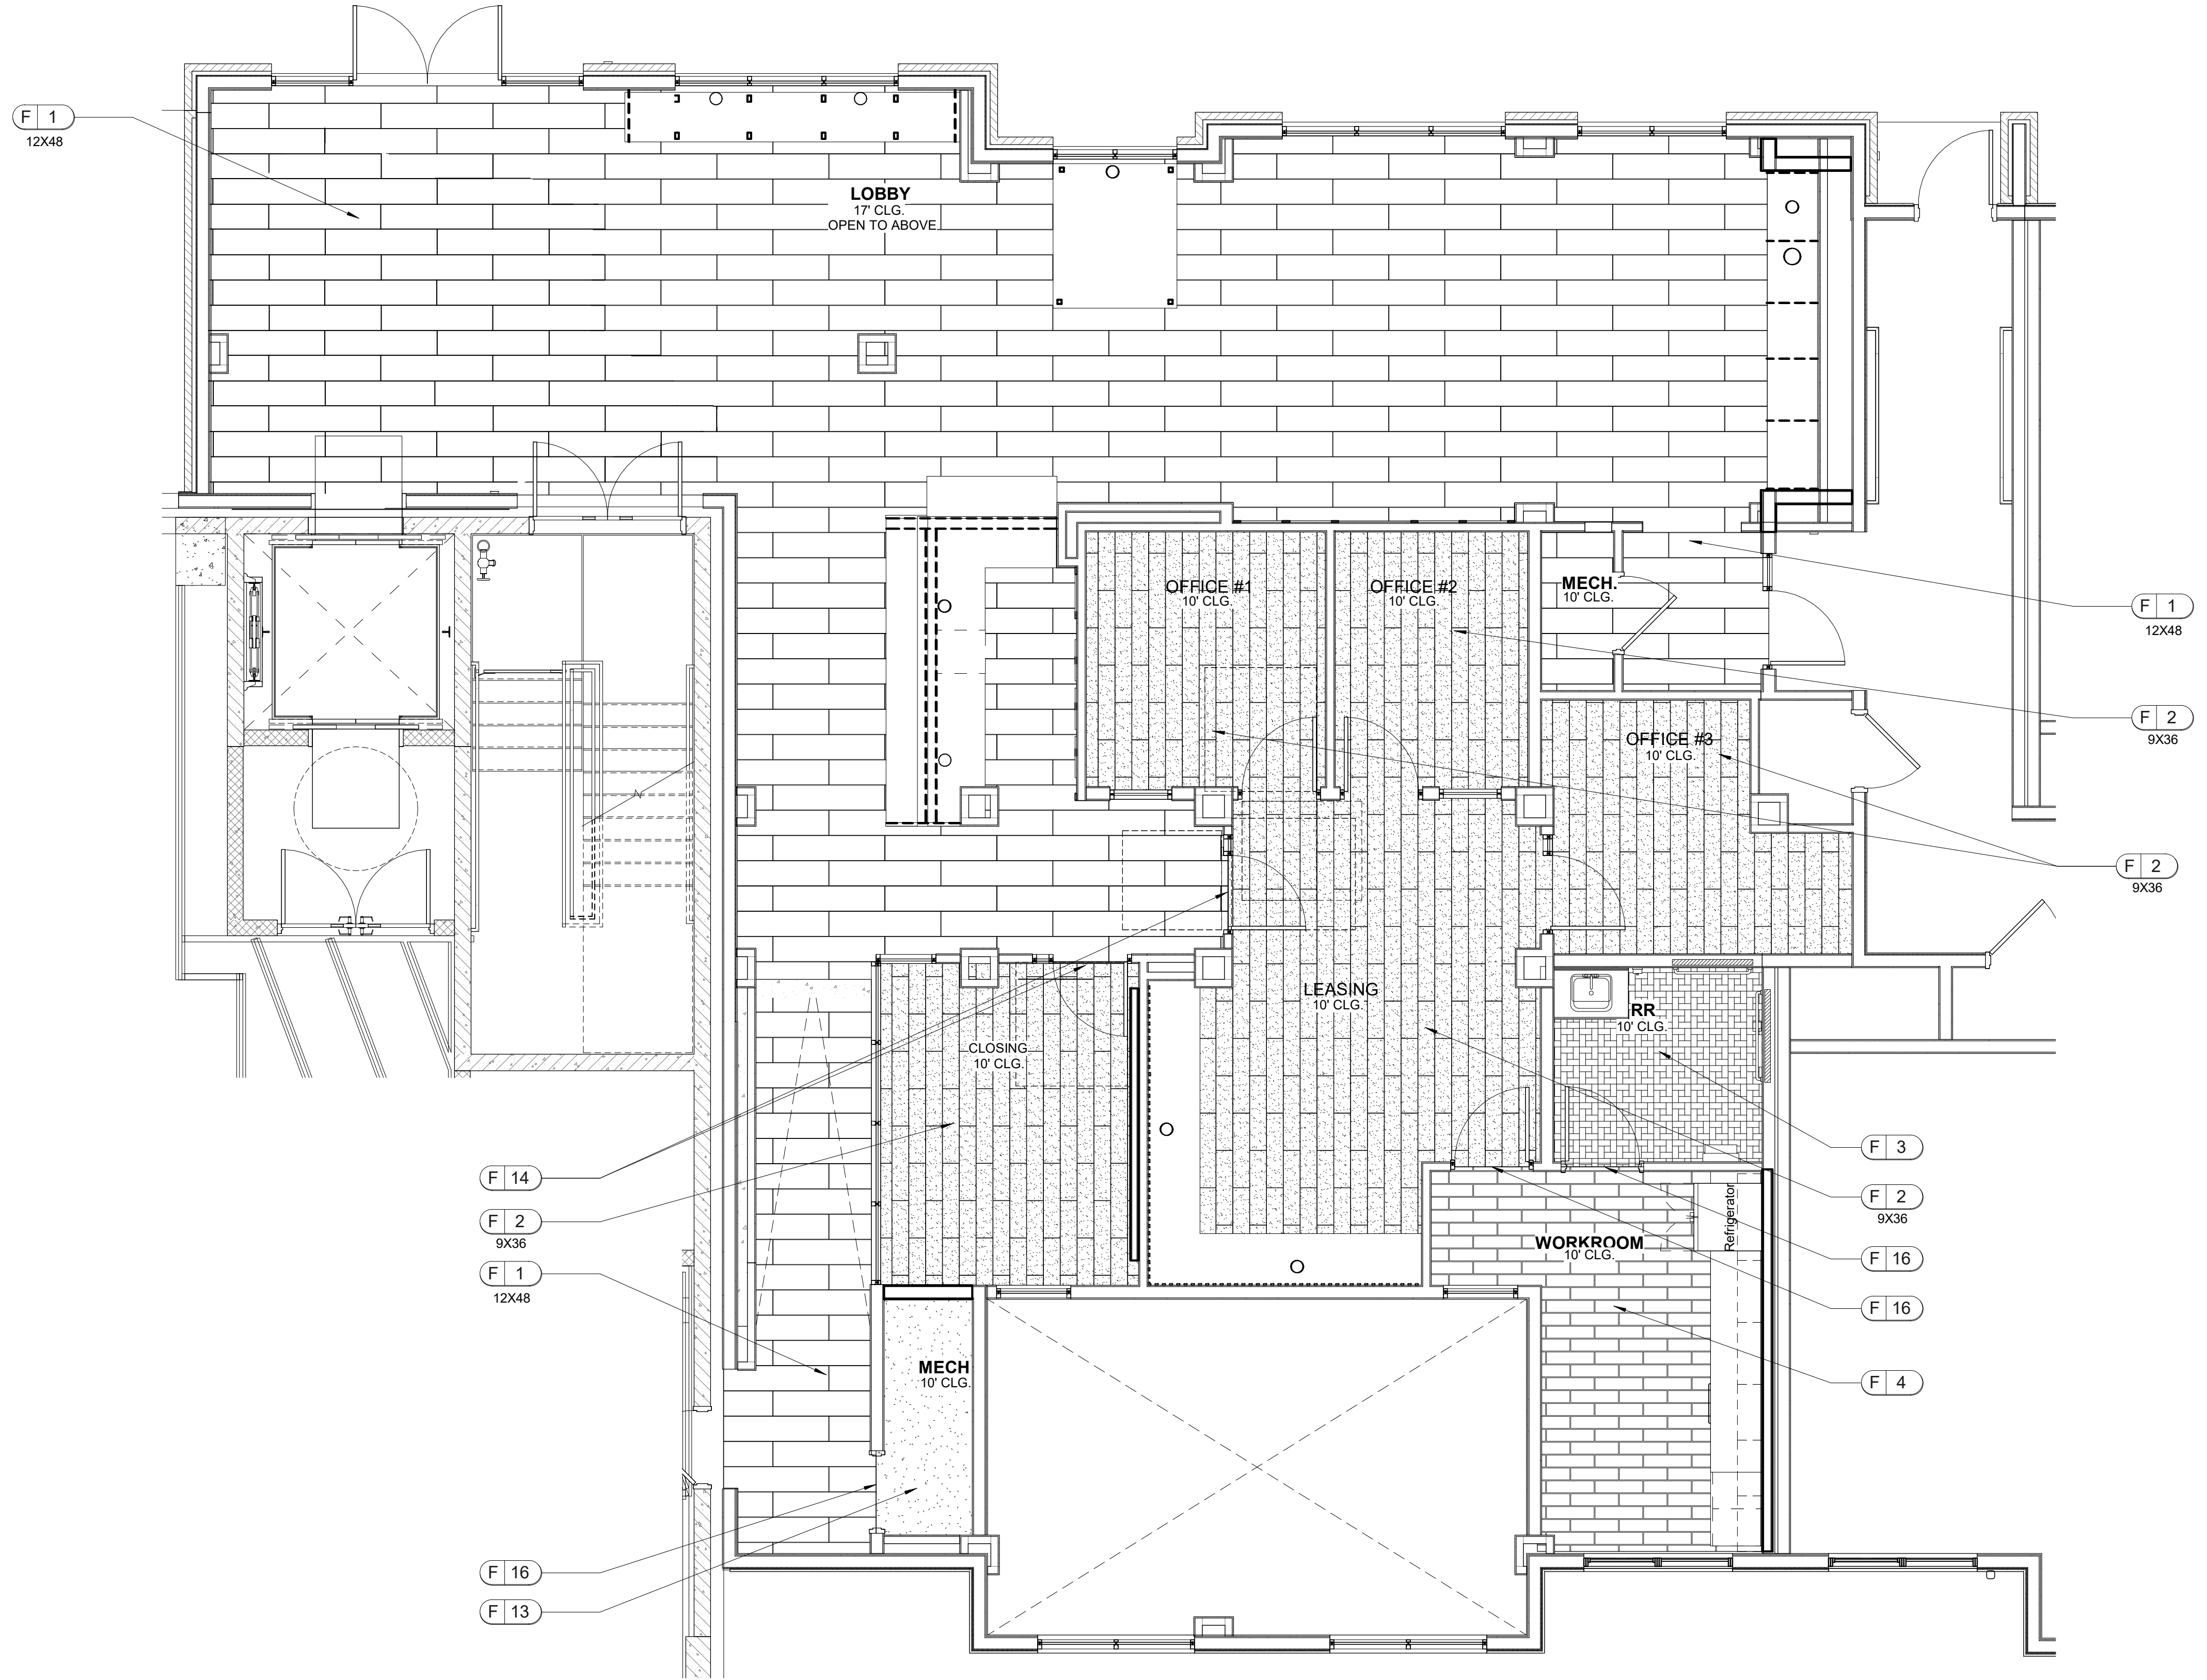 F 1
12X48
LOBBY
17' CLG.
OPEN TO ABOVE
OFFICE #1
10' CLG.
OFFICE #2
10' CLG.
MECH.
10' CLG.
F 1
12X48
F 2
9X36
OFFICE #3
10' CLG.
F 2
9X36
LEASING
10' CLG.
RR
10' CLG.
CLOSING
10' CLG.
F 14
F 2
9X36
F 1
12X48
F 3
F 2
9X36
Refrigerator
WORKROOM
10' CLG.
F 16
F 16
MECH
10' CLG.
F 4
F 16
F 13